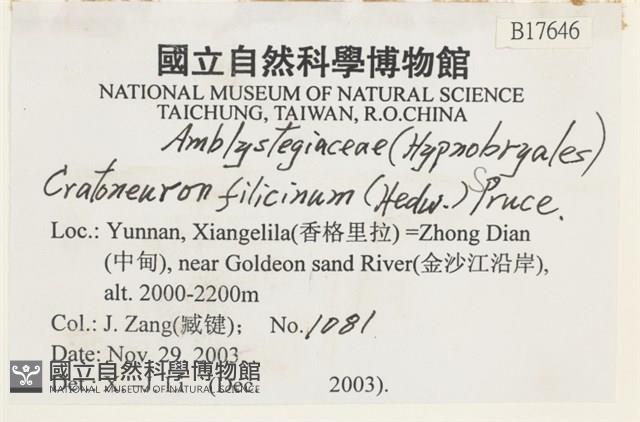 B17646
國立自然科學博物館
NATIONAL MUSEUM OF NATURAL SCIENCE
TAICHUNG, TAIWAN, R.O.CHINA
Amblystegiaceae (Hypnobryales)
Cratoneuron filicinum (Hedw.) Spruce.
Loc.: Yunnan, Xiangelila(香格里拉) =Zhong Dian
(中甸), near Goldeon sand River(金沙江沿岸),
alt. 2000-2200m
Col.: J. Zang(臧键); No. 1081
Date: Nov. 29, 2003
國立自然科學博物館
NATIONAL MUSEUM OF NATURAL SCIENCE
(Dec. 2003).